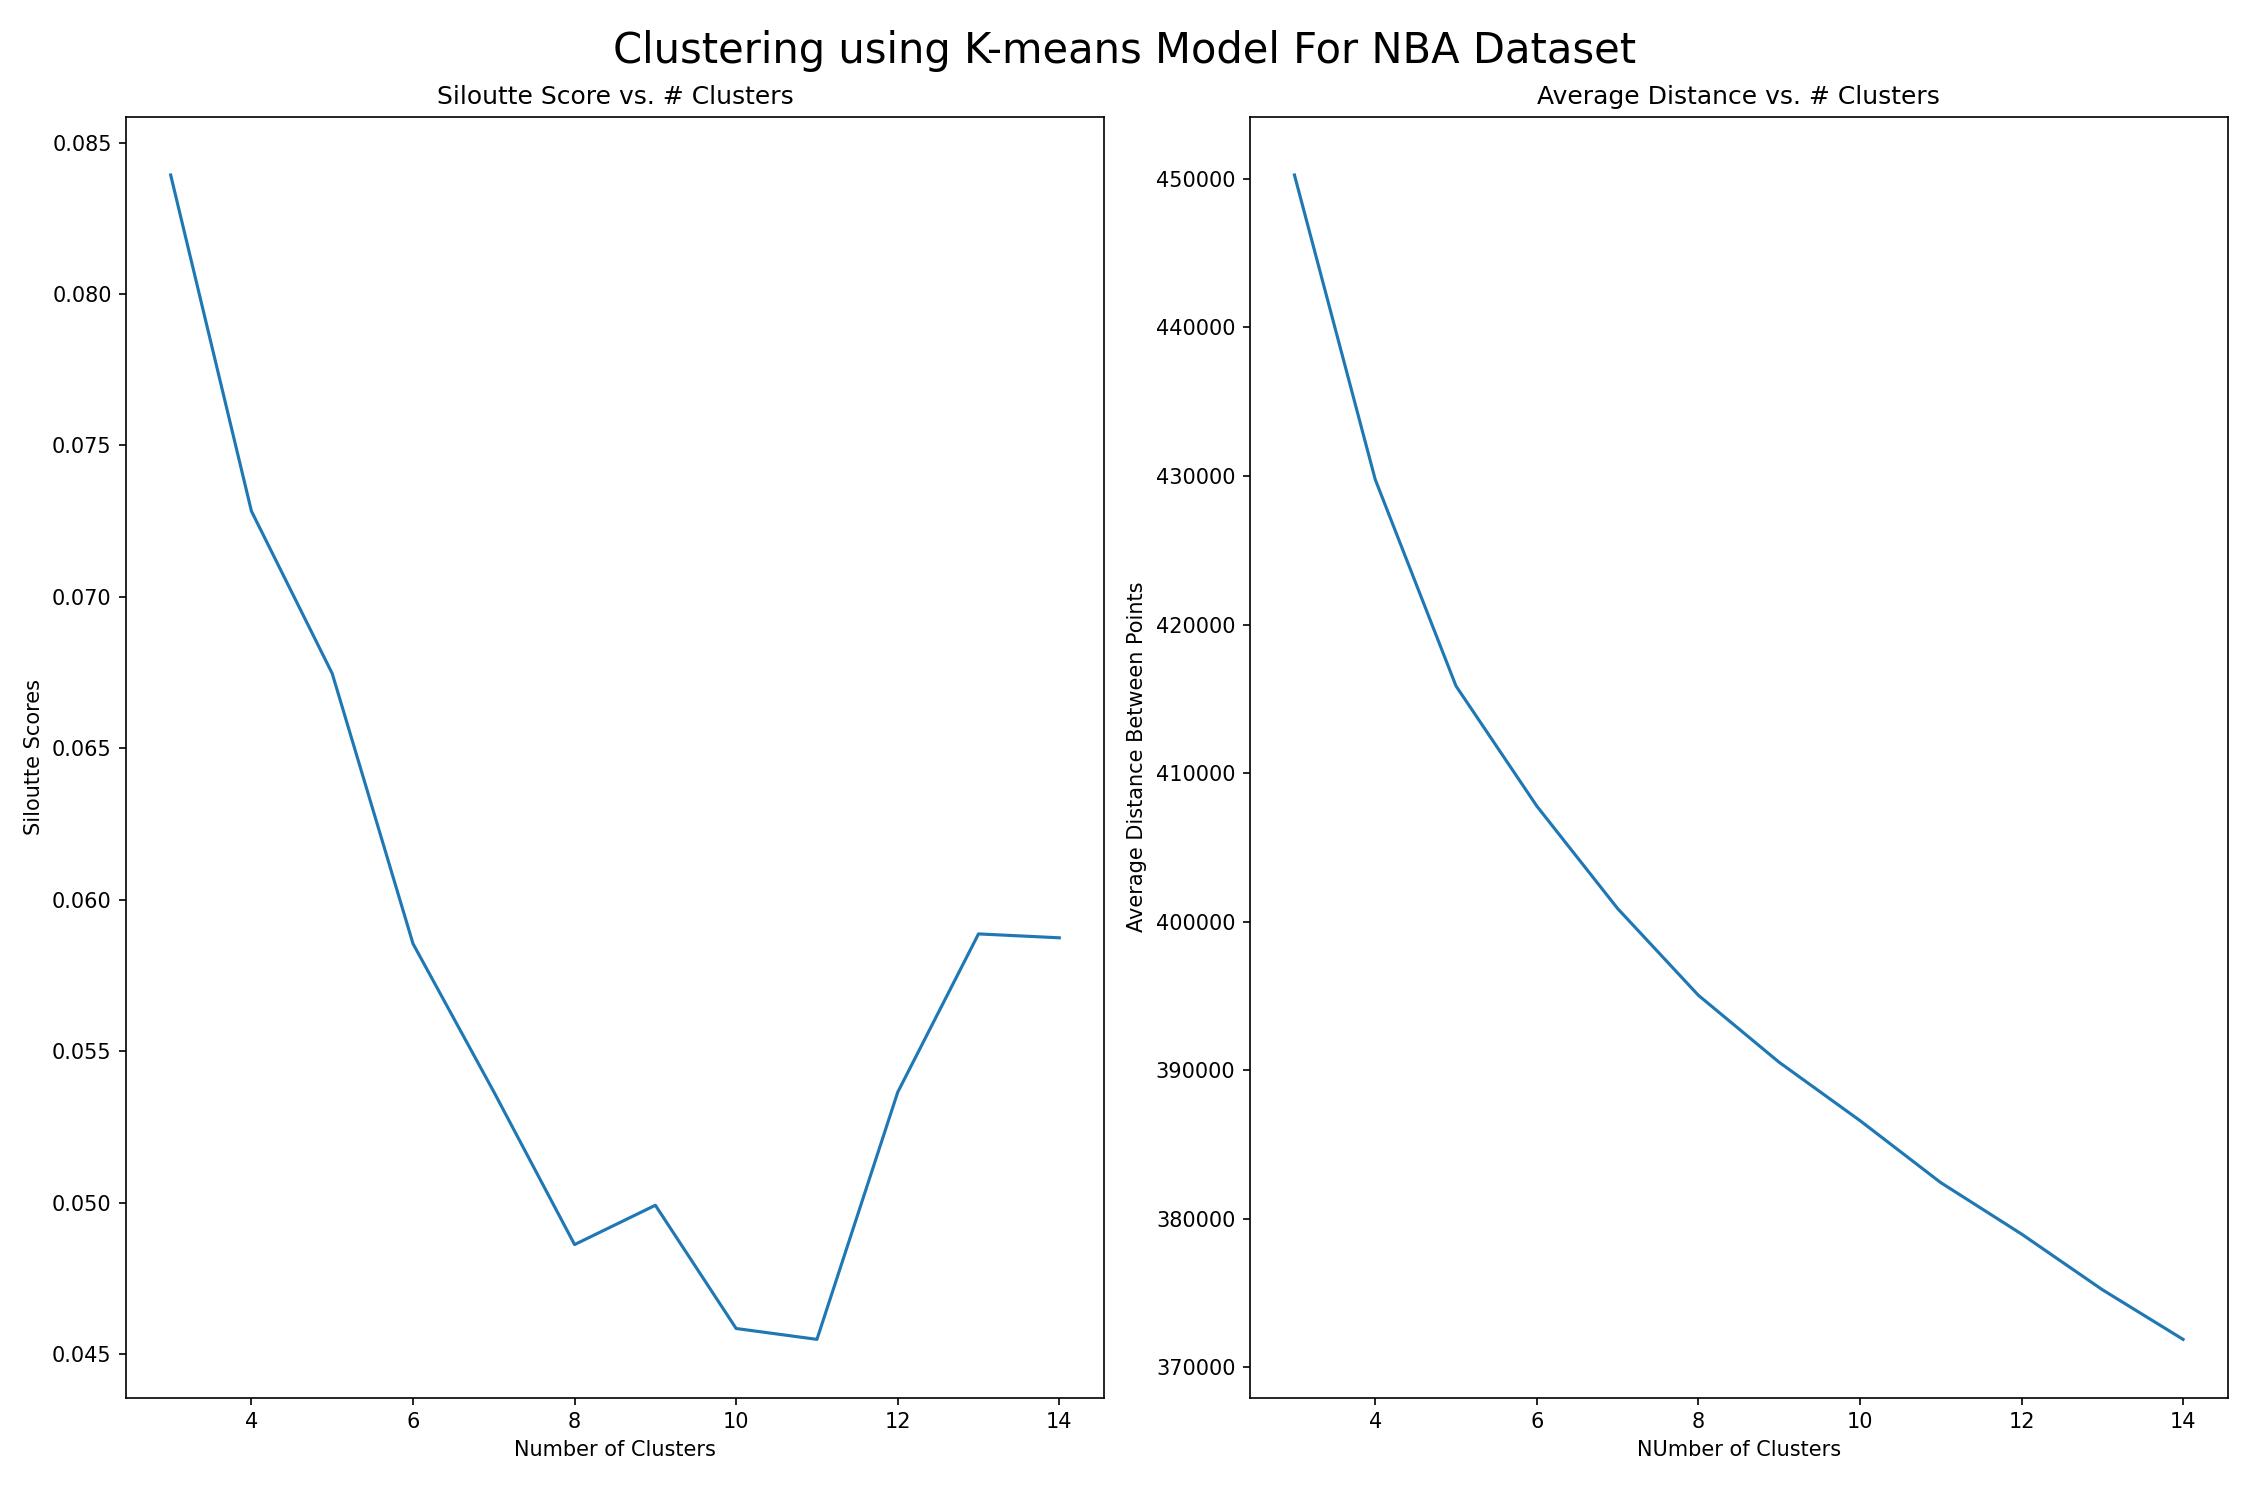 Clustering using K-means Model For NBA Dataset
Siloutte Score vs. # Clusters
Siloutte Scores
0.085
0.080
0.075
0.070
0.065
0.060
0.055
0.050
0.045
4 6 8 10 12 14
Number of Clusters
Average Distance vs. # Clusters
Average Distance Between Points
450000
440000
430000
420000
410000
400000
390000
380000
370000
4 6 8 10 12 14
NUmber of Clusters